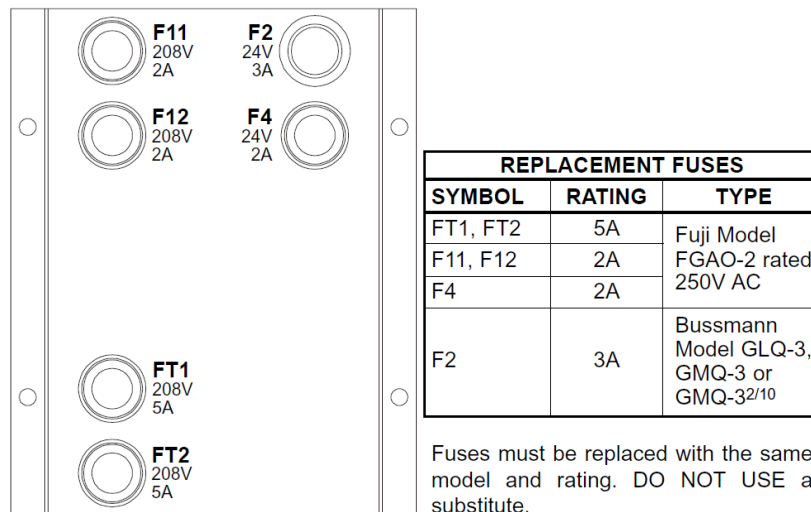 F11
208V
2A
F2
24V
3A
F12
208V
2A
F4
24V
2A
FT1
208V
5A
FT2
208V
5A
REPLACEMENT FUSES
SYMBOL RATING TYPE
FT1, FT2 5A
F11, F12 2A
F4 2A
Fuji Model
FGAO-2 rated
250V AC
F2 3A
Bussmann
Model GLQ-3,
GMQ-3 or
GMQ-32/10
Fuses must be replaced with the same
model and rating. DO NOT USE a
substitute.